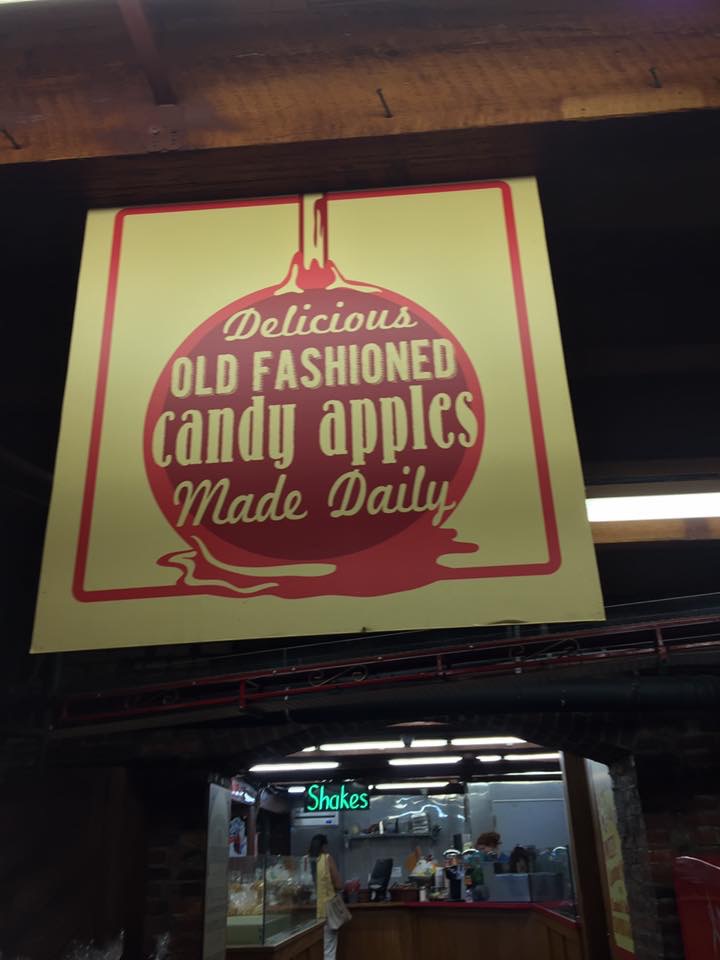 Delicious
OLD FASHIONED
candy apples
Made Daily
Shakes